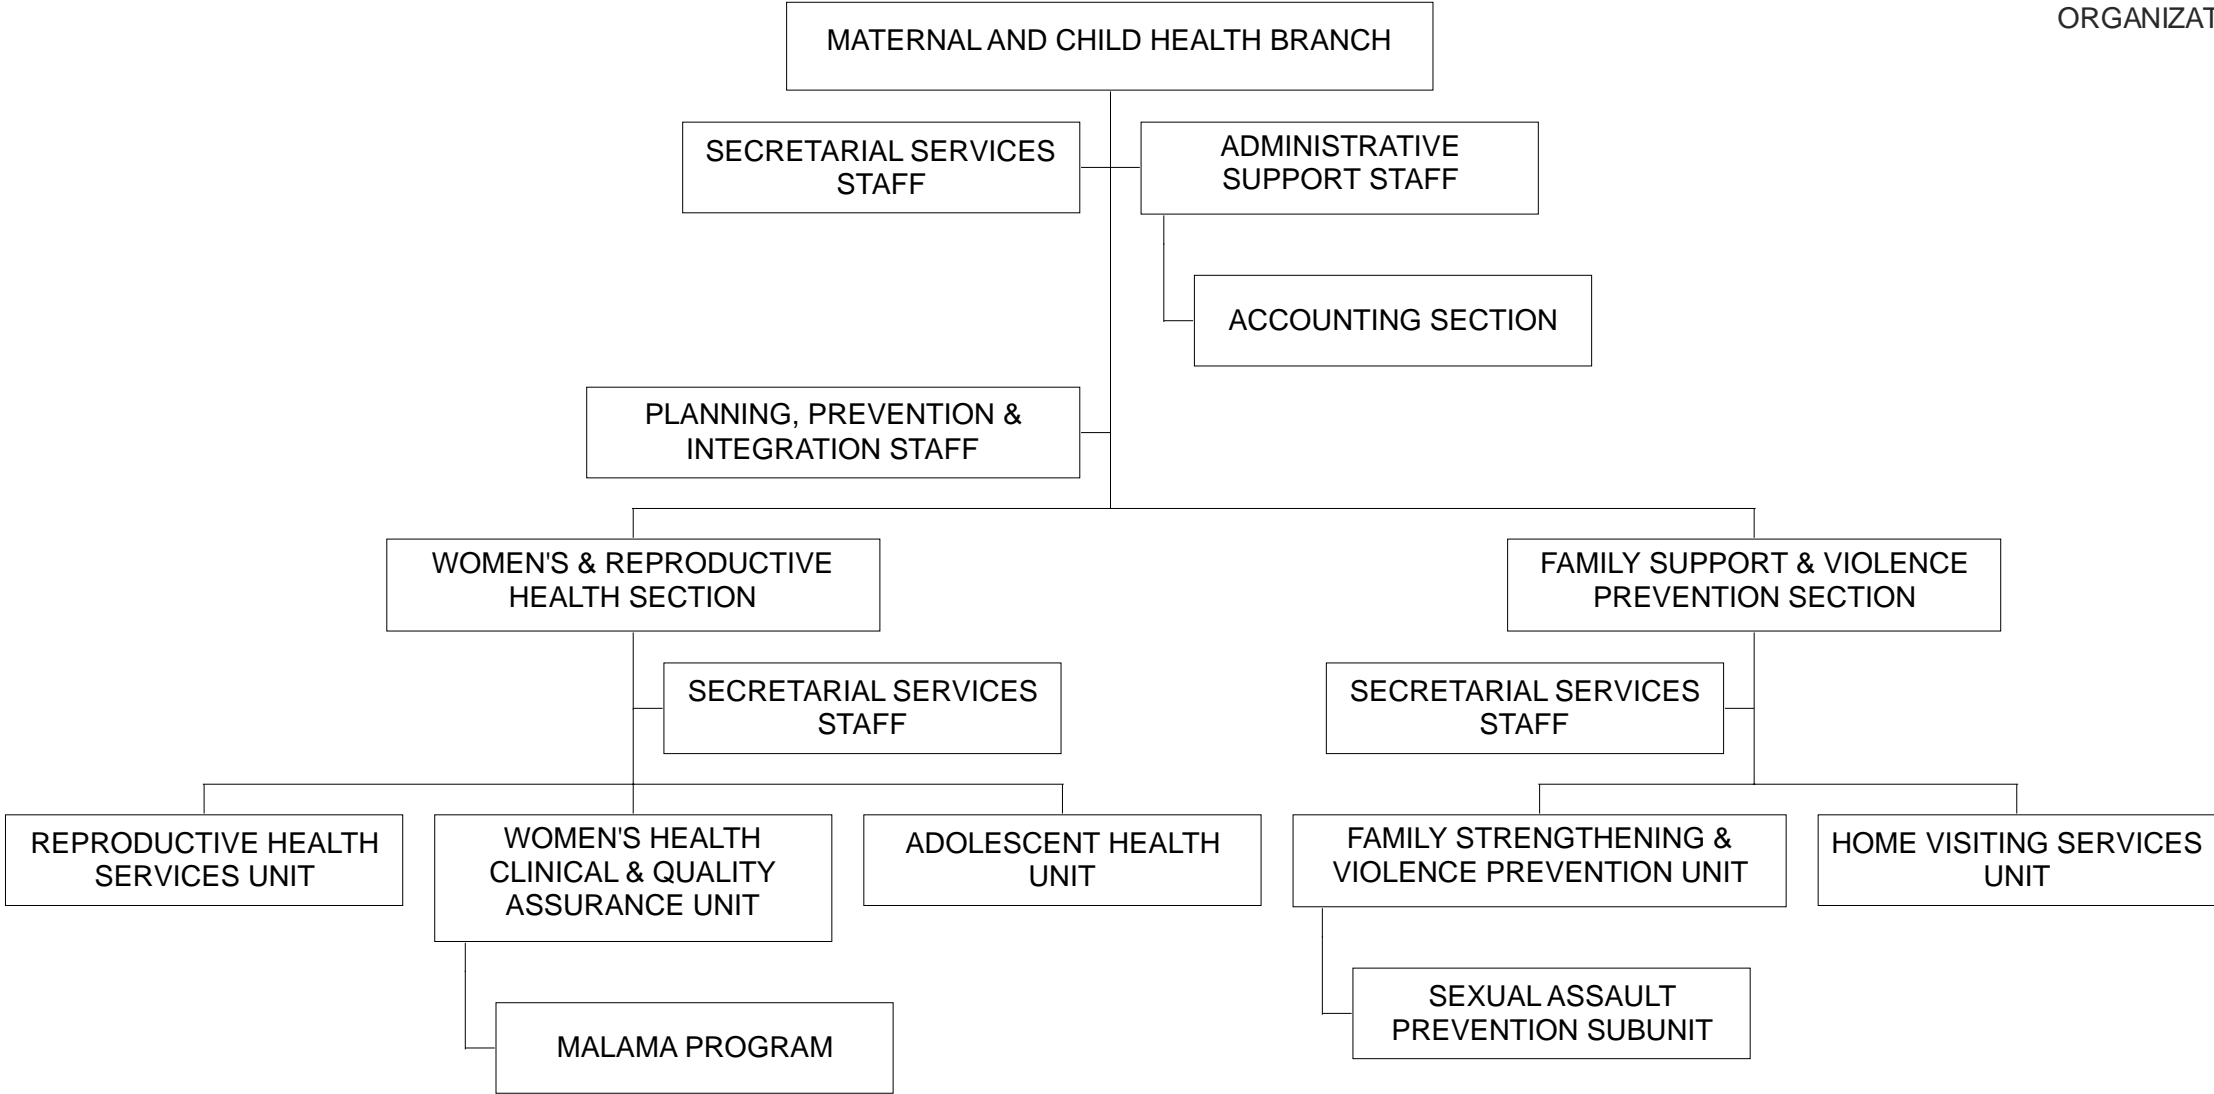 ORGANIZAT
MATERNAL AND CHILD HEALTH BRANCH
SECRETARIAL SERVICES
STAFF
ADMINISTRATIVE
SUPPORT STAFF
ACCOUNTING SECTION
PLANNING, PREVENTION &
INTEGRATION STAFF
WOMEN'S & REPRODUCTIVE
HEALTH SECTION
FAMILY SUPPORT & VIOLENCE
PREVENTION SECTION
SECRETARIAL SERVICES
STAFF
SECRETARIAL SERVICES
STAFF
REPRODUCTIVE HEALTH
SERVICES UNIT
WOMEN'S HEALTH
CLINICAL & QUALITY
ASSURANCE UNIT
ADOLESCENT HEALTH
UNIT
FAMILY STRENGTHENING &
VIOLENCE PREVENTION UNIT
HOME VISITING SERVICES
UNIT
MALAMA PROGRAM
SEXUAL ASSAULT
PREVENTION SUBUNIT